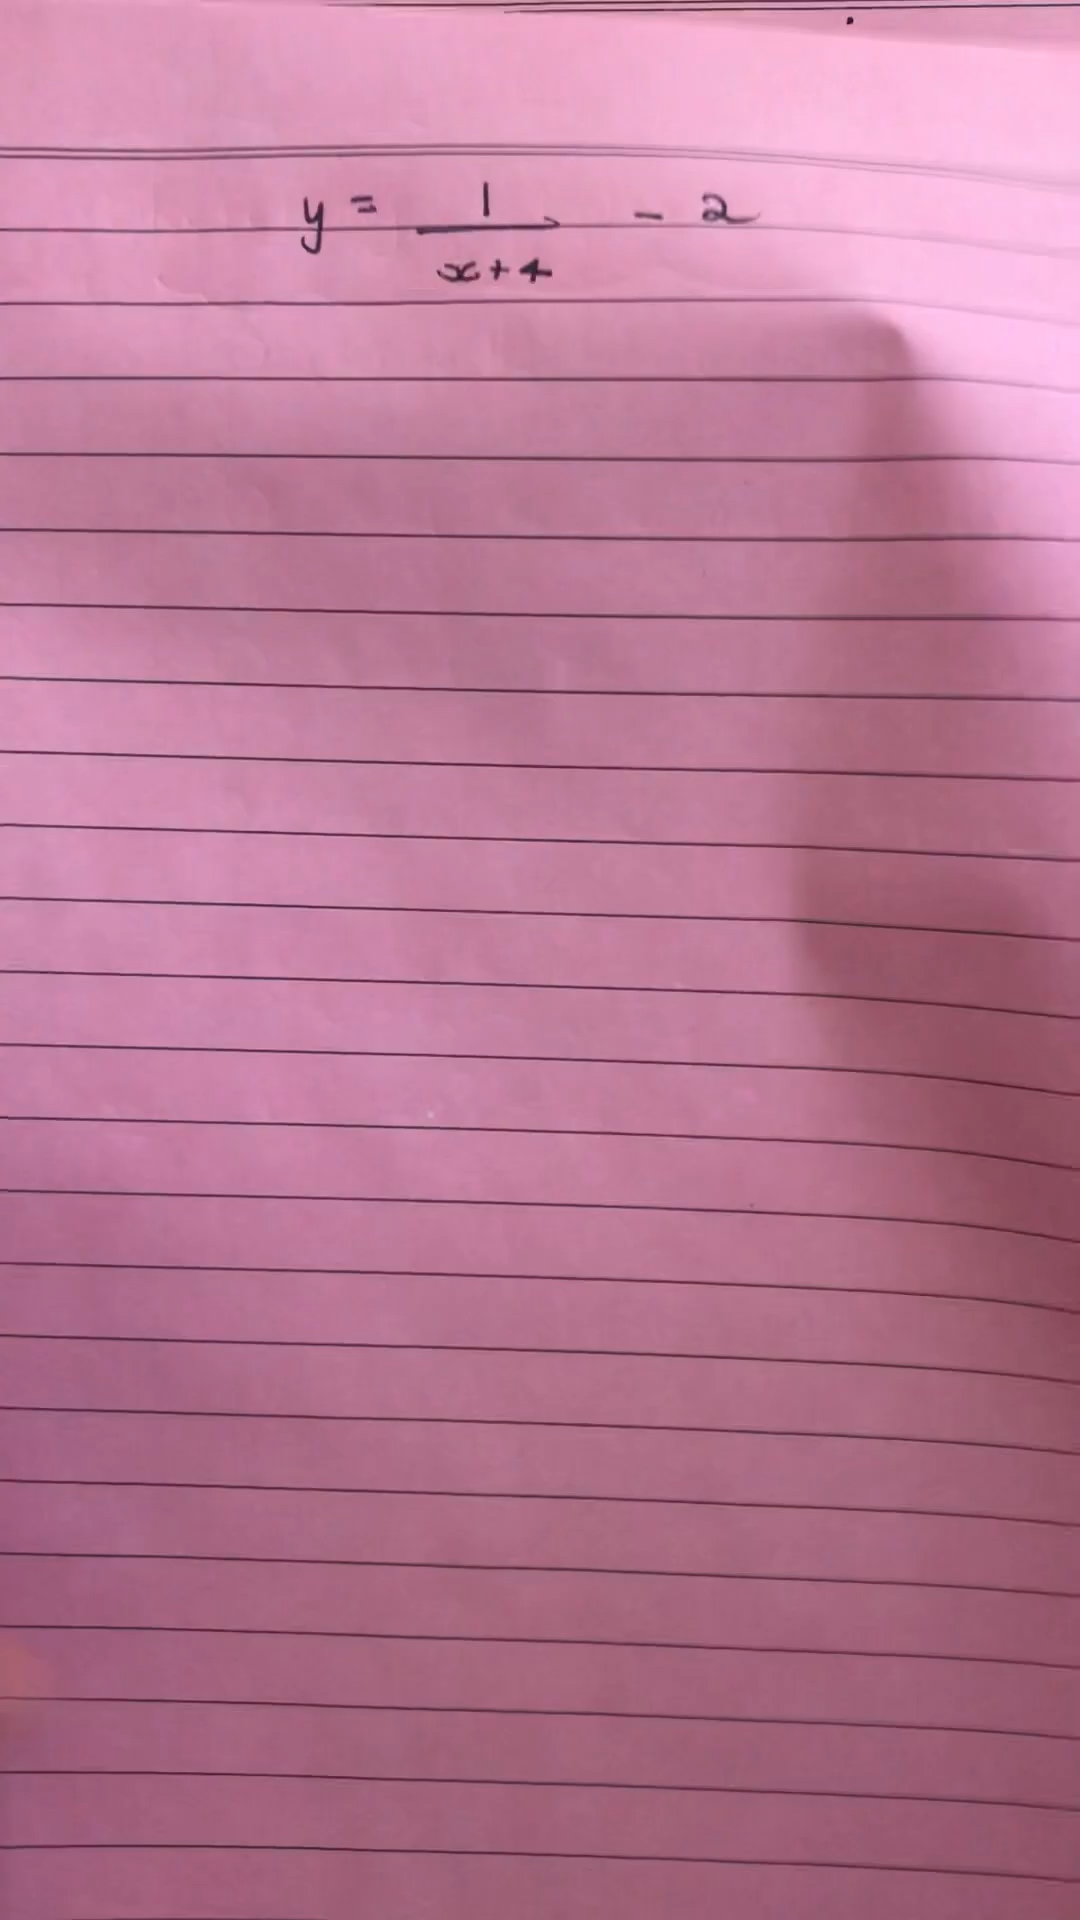 y = 1/(x+4) - 2